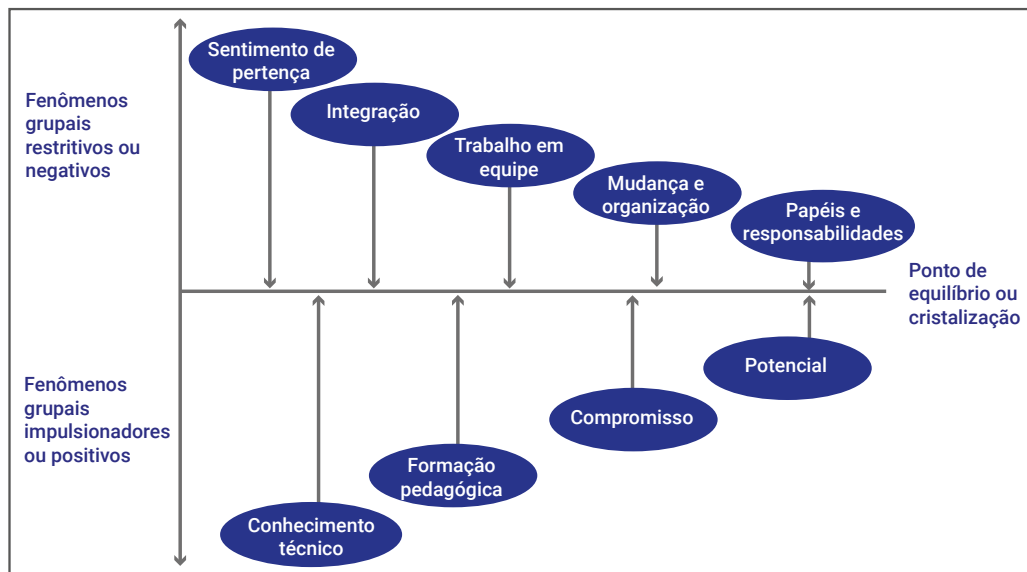 Sentimento de
pertença
Integração
Trabalho em
equipe
Mudança e
organização
Papéis e
responsabilidades
Fenômenos
grupais
restritivos ou
negativos
Ponto de
equilíbrio ou
cristalização
Fenômenos
grupais
impulsionadores
ou positivos
Potencial
Compromisso
Formação
pedagógica
Conhecimento
técnico